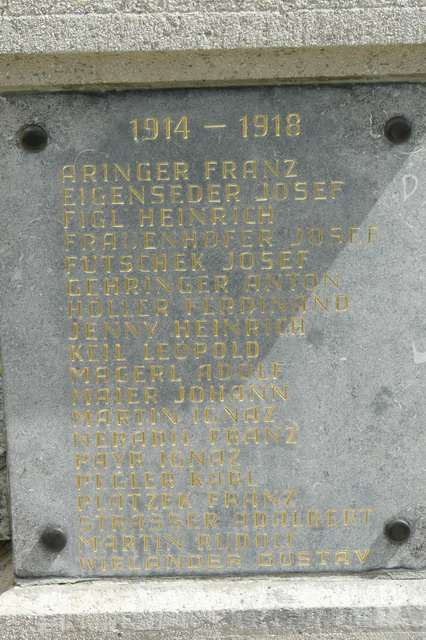 1914 – 1918
ARINGER FRANZ
EIGENSEDER JOSEF
FIGL HEINRICH
FRAUENHOFER JOSEF
FUTSCHEK JOSEF
GEHRINGER ANTON
HÖLLER FERDINAND
JENNY HEINRICH
KEIL LEOPOLD
MAGERL ADOLF
MAIER JOHANN
MARTIN IGNAZ
NERADIL FRANZ
PAYR IGNAZ
PEGLER KARL
PLATZEK FRANZ
STRASSER ADALBERT
MARTIN RUDOLF
WIELANDER GUSTAV